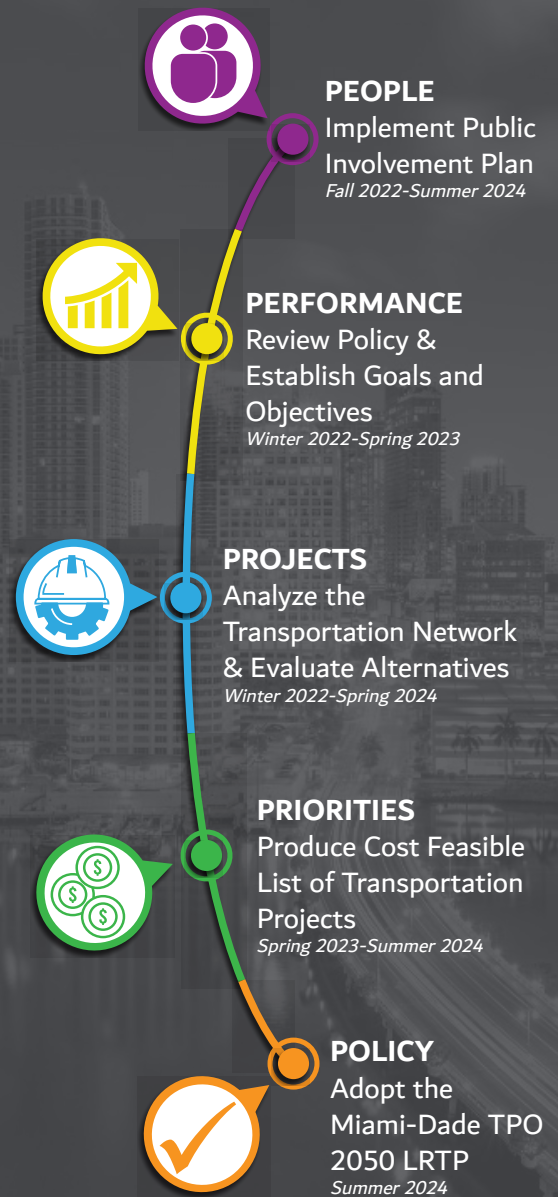 PEOPLE
Implement Public
Involvement Plan
Fall 2022-Summer 2024
PERFORMANCE
Review Policy &
Establish Goals and
Objectives
Winter 2022-Spring 2023
PROJECTS
Analyze the
Transportation Network
& Evaluate Alternatives
Winter 2022-Spring 2024
PRIORITIES
$
$
$
Produce Cost Feasible
List of Transportation
Projects
Spring 2023-Summer 2024
POLICY
Adopt the
Miami-Dade TPO
2050 LRTP
Summer 2024